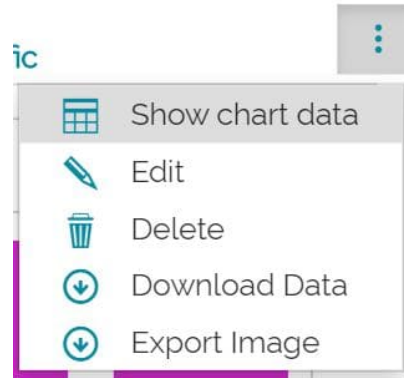 ic
Show chart data
Edit
Delete
Download Data
Export Image